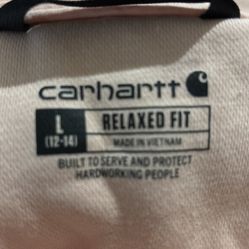 carhartt
L RELAXED FIT
(12-14) MADE IN VIETNAM
BUILT TO SERVE AND PROTECT
HARDWORKING PEOPLE